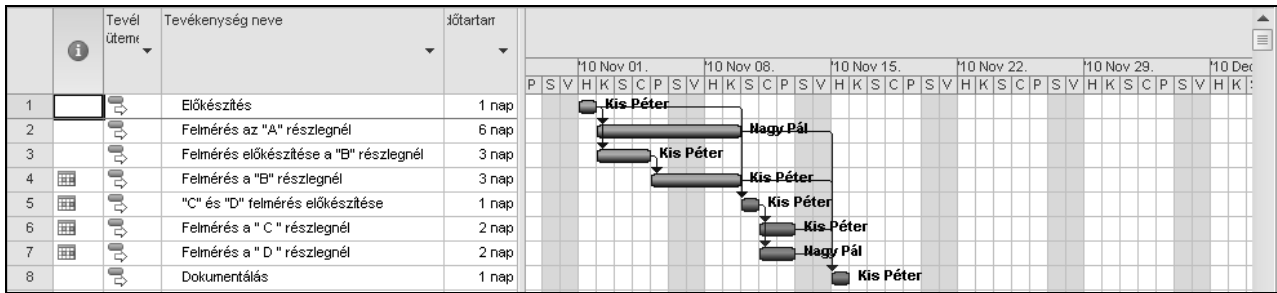 Tevél Tevékenység neve dőtartarr
üteme
'10 Nov 01. '10 Nov 08. '10 Nov 15. '10 Nov 22. '10 Nov 29. '10 Dec
P S V H K S C P S V H K S C P S V H K S C P S V H K S C P S V H K S C P S V H K S
1 Előkészítés 1 nap Kis Péter
2 Felmérés az "A" részlegnél 6 nap Nagy Pál
3 Felmérés előkészítése a "B" részlegnél 3 nap Kis Péter
4 Felmérés a "B" részlegnél 3 nap Kis Péter
5 "C" és "D" felmérés előkészítése 1 nap Kis Péter
6 Felmérés a " C " részlegnél 2 nap Kis Péter
7 Felmérés a " D " részlegnél 2 nap Nagy Pál
8 Dokumentálás 1 nap Kis Péter